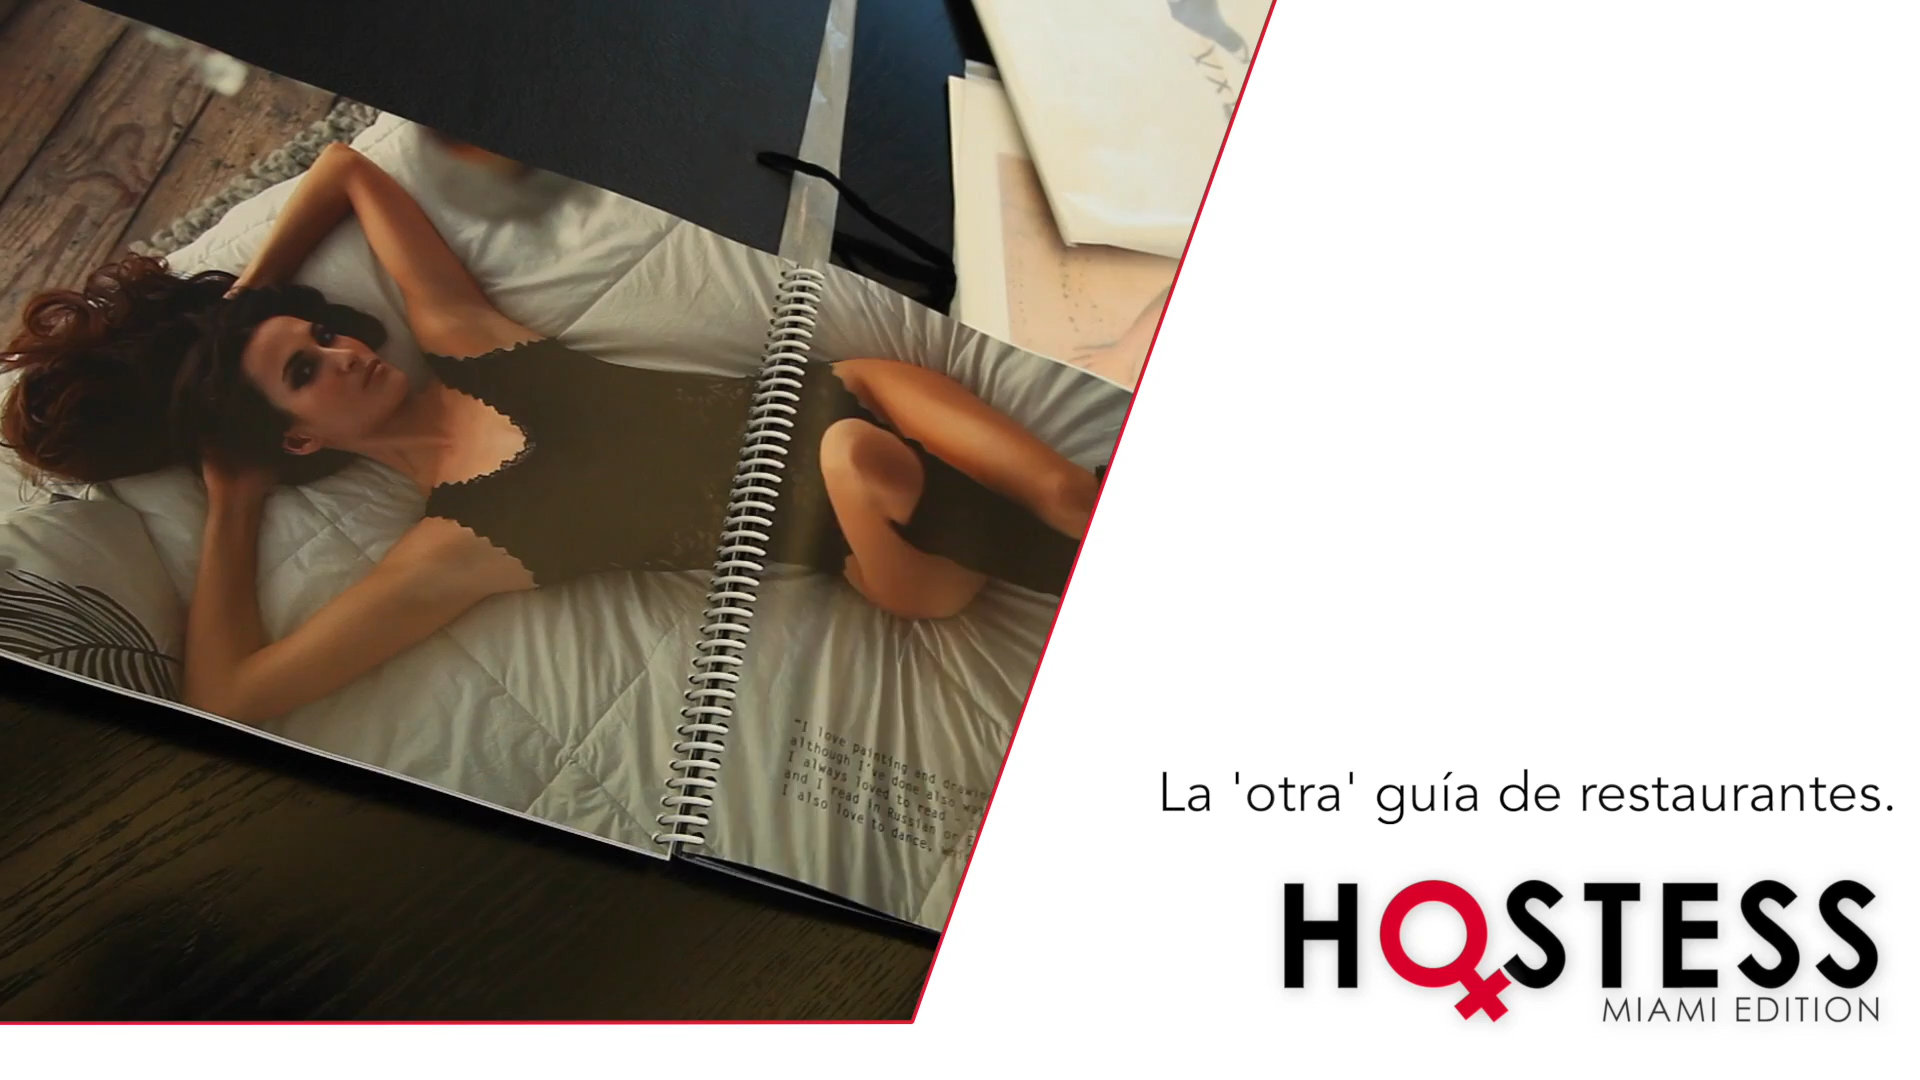 "I love painting and drawing
although I've done also
I always loved to read
and I read in Russian or
I also love to dance.
La 'otra' guía de restaurantes.
HOSTESS
MIAMI EDITION